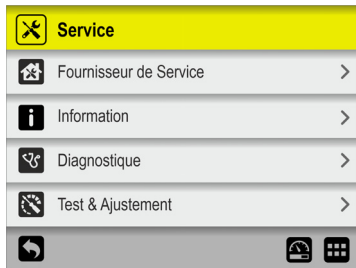 Service
Fournisseur de Service
Information
Diagnostique
Test & Ajustement